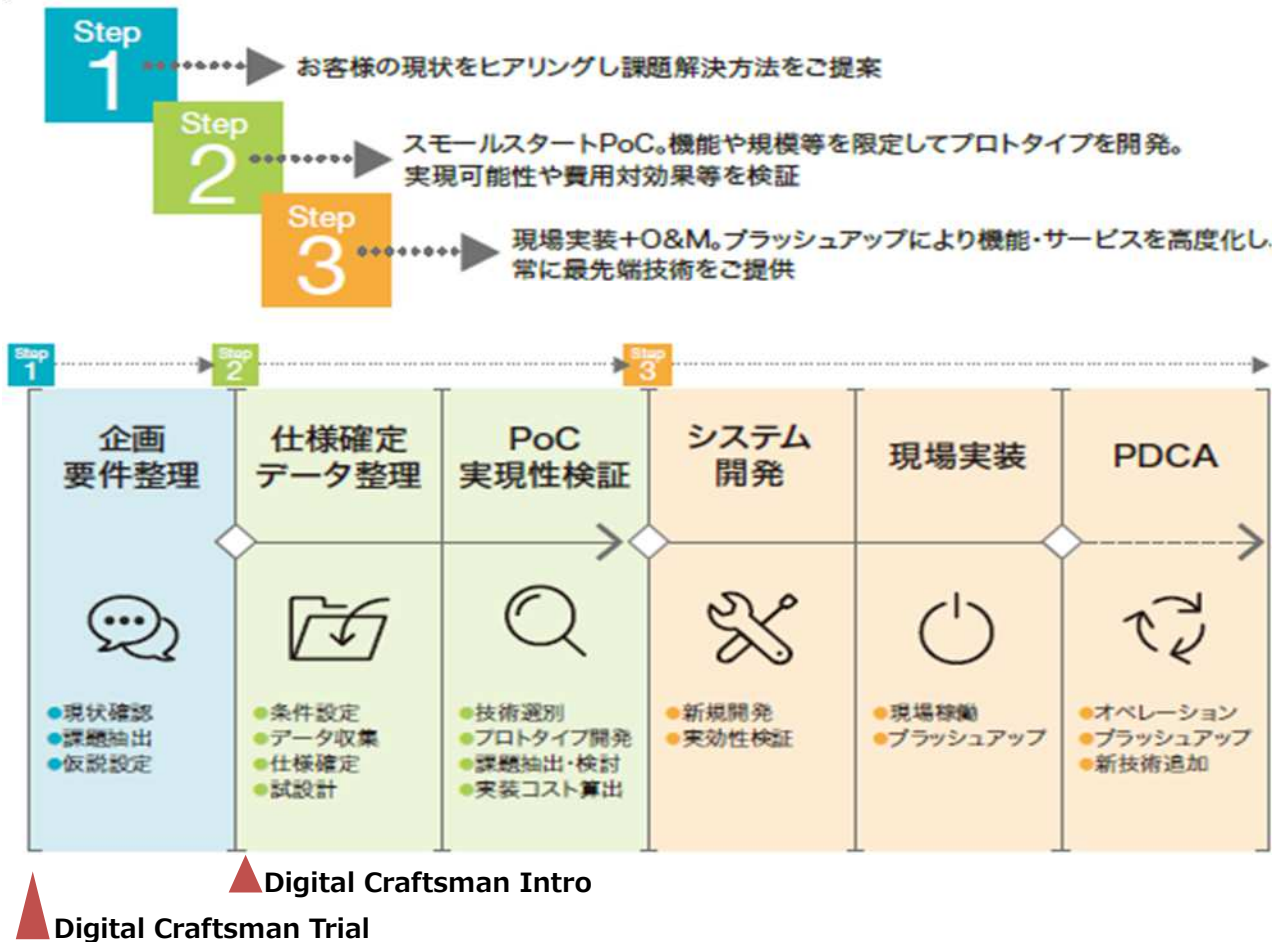 Step
1
お客様の現状をヒアリングし課題解決方法をご提案
Step
2
スモールスタートPoC。機能や規模等を限定してプロトタイプを開発。
実現可能性や費用対効果等を検証
Step
3
現場実装+O&M。ブラッシュアップにより機能・サービスを高度化し、
常に最先端技術をご提供
Step
1
Step
2
Step
3
企画
要件整理
仕様確定
データ整理
PoC
実現性検証
システム
開発
現場実装
PDCA
●現状確認
●課題抽出
●仮説設定
●条件設定
●データ収集
●仕様確定
●試設計
●技術選別
●プロトタイプ開発
●課題抽出・検討
●実装コスト算出
●新規開発
●実効性検証
●現場稼働
●ブラッシュアップ
●オペレーション
●ブラッシュアップ
●新技術追加
Digital Craftsman Intro
Digital Craftsman Trial